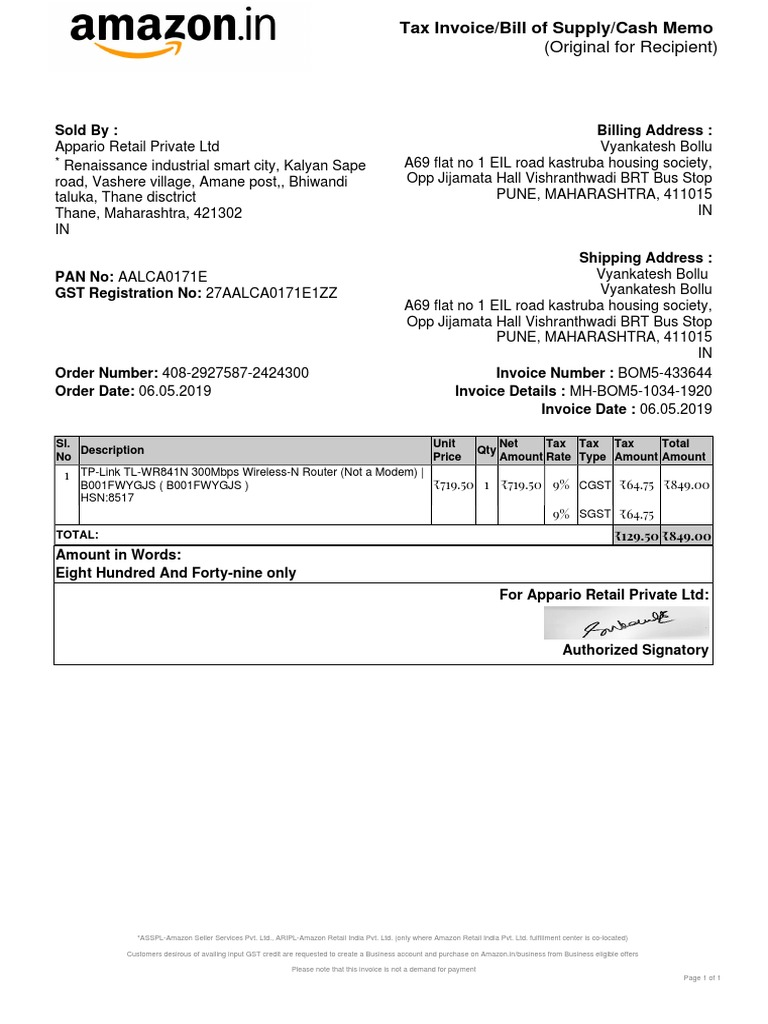 amazon.in
Tax Invoice/Bill of Supply/Cash Memo
(Original for Recipient)
Sold By :
Appario Retail Private Ltd
* Renaissance industrial smart city, Kalyan Sape
road, Vashere village, Amane post,, Bhiwandi
taluka, Thane disctrict
Thane, Maharashtra, 421302
IN
Billing Address :
Vyankatesh Bollu
A69 flat no 1 EIL road kastruba housing society,
Opp Jijamata Hall Vishranthwadi BRT Bus Stop
PUNE, MAHARASHTRA, 411015
IN
PAN No: AALCA0171E
GST Registration No: 27AALCA0171E1ZZ
Shipping Address :
Vyankatesh Bollu
Vyankatesh Bollu
A69 flat no 1 EIL road kastruba housing society,
Opp Jijamata Hall Vishranthwadi BRT Bus Stop
PUNE, MAHARASHTRA, 411015
IN
Order Number: 408-2927587-2424300
Order Date: 06.05.2019
Invoice Number : BOM5-433644
Invoice Details : MH-BOM5-1034-1920
Invoice Date : 06.05.2019
Sl. No Description Unit Price Qty Net Amount Tax Rate Tax Type Tax Amount Total Amount
1 TP-Link TL-WR841N 300Mbps Wireless-N Router (Not a Modem) |
B001FWYGJS ( B001FWYGJS ) ₹719.50 1 ₹719.50 9% CGST ₹64.75 ₹849.00
HSN:8517
9% SGST ₹64.75
TOTAL: ₹129.50 ₹849.00
Amount in Words:
Eight Hundred And Forty-nine only
For Appario Retail Private Ltd:
Authorized Signatory
*ASSPL-Amazon Seller Services Pvt. Ltd., ARIPL-Amazon Retail India Pvt. Ltd. (only where Amazon Retail India Pvt. Ltd. fulfillment center is co-located)
Customers desirous of availing input GST credit are requested to create a Business account and purchase on Amazon.in/business from Business eligible offers
Please note that this invoice is not a demand for payment
Page 1 of 1